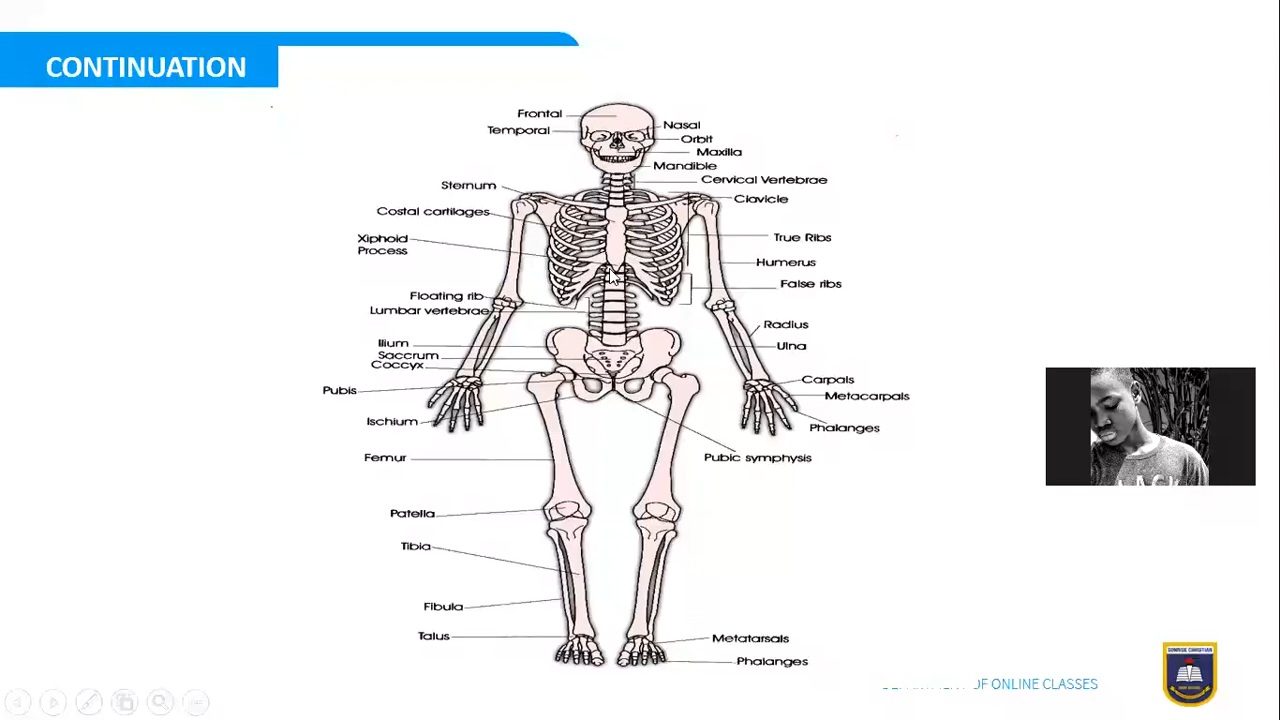 CONTINUATION
Frontal
Temporal
Nasal
Orbit
Maxilla
Mandible
Cervical Vertebrae
Sternum
Clavicle
Costal cartilages
True Ribs
Xiphoid
Process
Humerus
False ribs
Floating rib
Lumbar vertebrae
Radius
Ulna
Ilium
Saccrum
Coccyx
Pubis
Carpals
Metacarpals
Ischium
Phalanges
Femur
Pubic symphysis
Patella
Tibia
Fibula
Talus
Metatarsals
Phalanges
DEPARTMENT OF ONLINE CLASSES